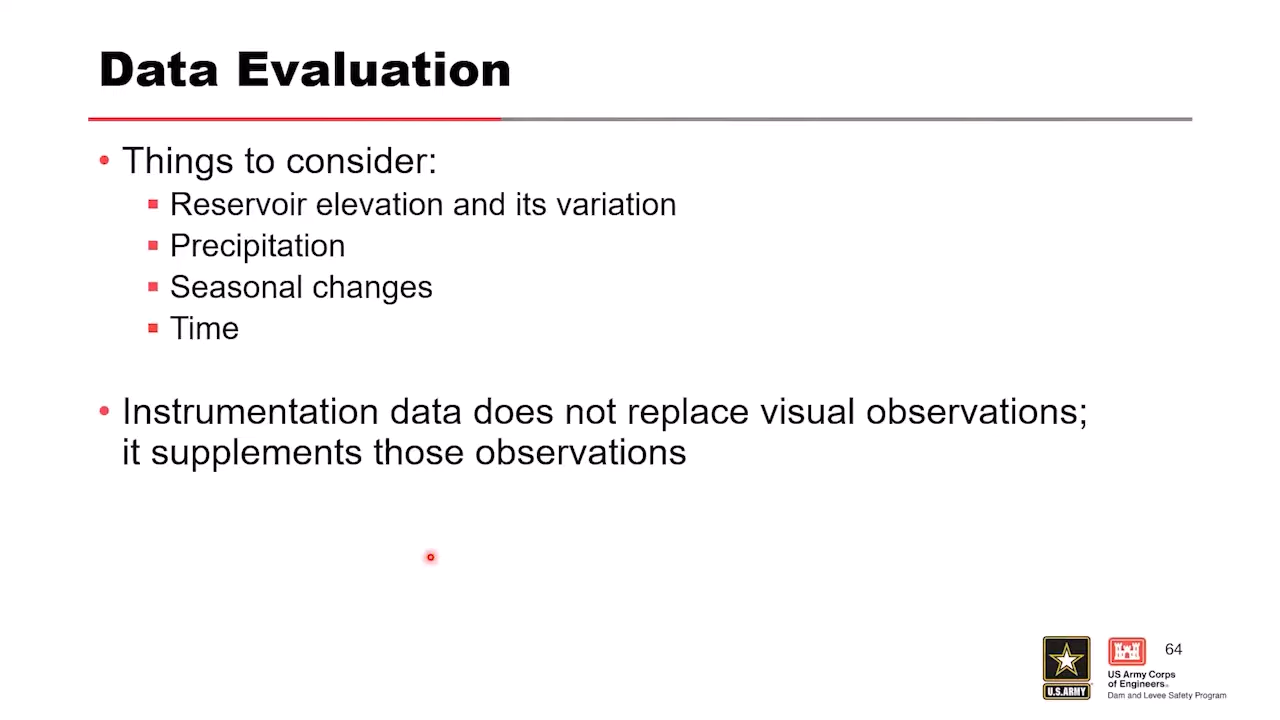 Data Evaluation
• Things to consider:
▪ Reservoir elevation and its variation
▪ Precipitation
▪ Seasonal changes
▪ Time
• Instrumentation data does not replace visual observations;
it supplements those observations
64
U.S.ARMY
US Army Corps
of Engineers®
Dam and Levee Safety Program